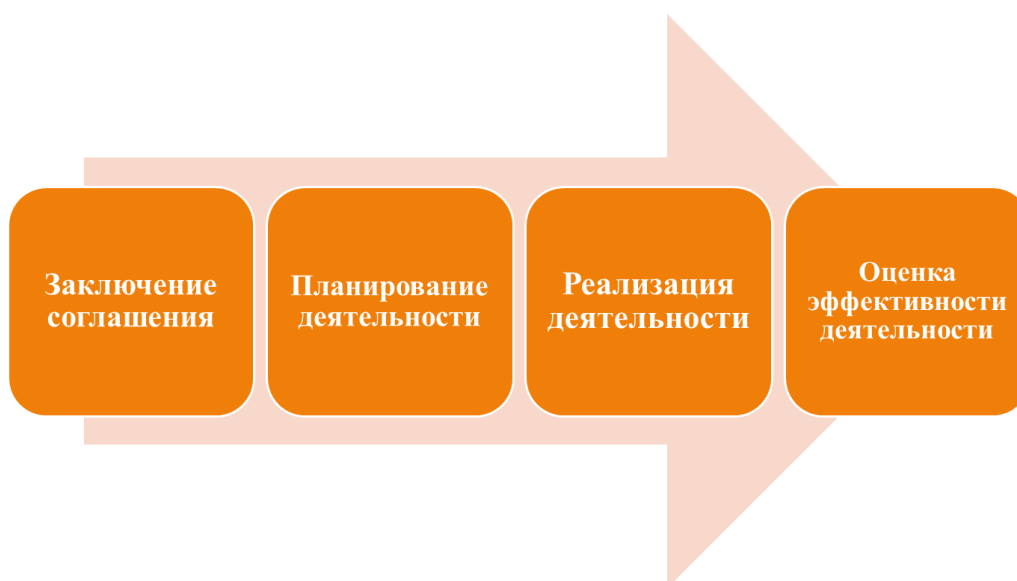 Заключение
соглашения
Планирование
деятельности
Реализация
деятельности
Оценка
эффективности
деятельности